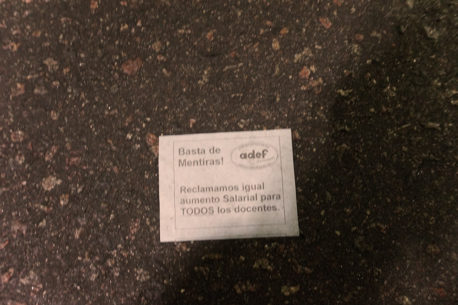 Basta de
Mentiras!
adef
Reclamamos igual
aumento Salarial para
TODOS los docentes.